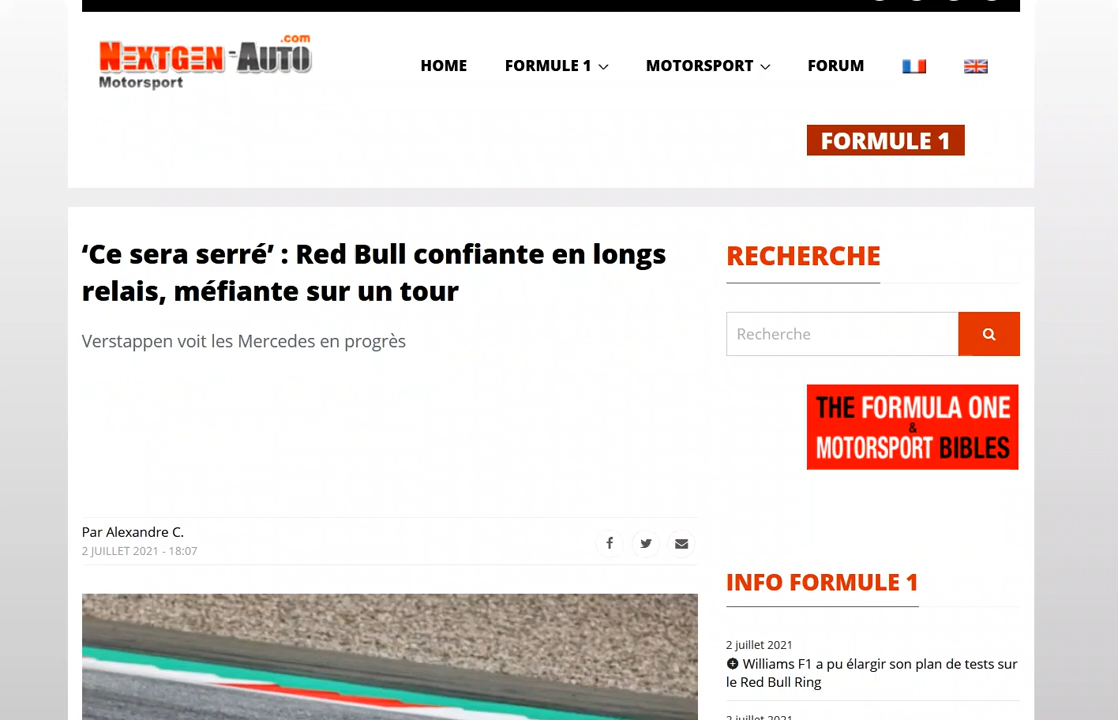 NEXTGEN-AUTO.com
Motorsport
HOME
FORMULE 1
MOTORSPORT
FORUM
FORMULE 1
‘Ce sera serré’ : Red Bull confiante en longs
relais, méfiante sur un tour
Verstappen voit les Mercedes en progrès
Par Alexandre C.
2 JUILLET 2021 - 18:07
RECHERCHE
Recherche
THE FORMULA ONE
&
MOTORSPORT BIBLES
INFO FORMULE 1
2 juillet 2021
Williams F1 a pu élargir son plan de tests sur
le Red Bull Ring
2 juillet 2021